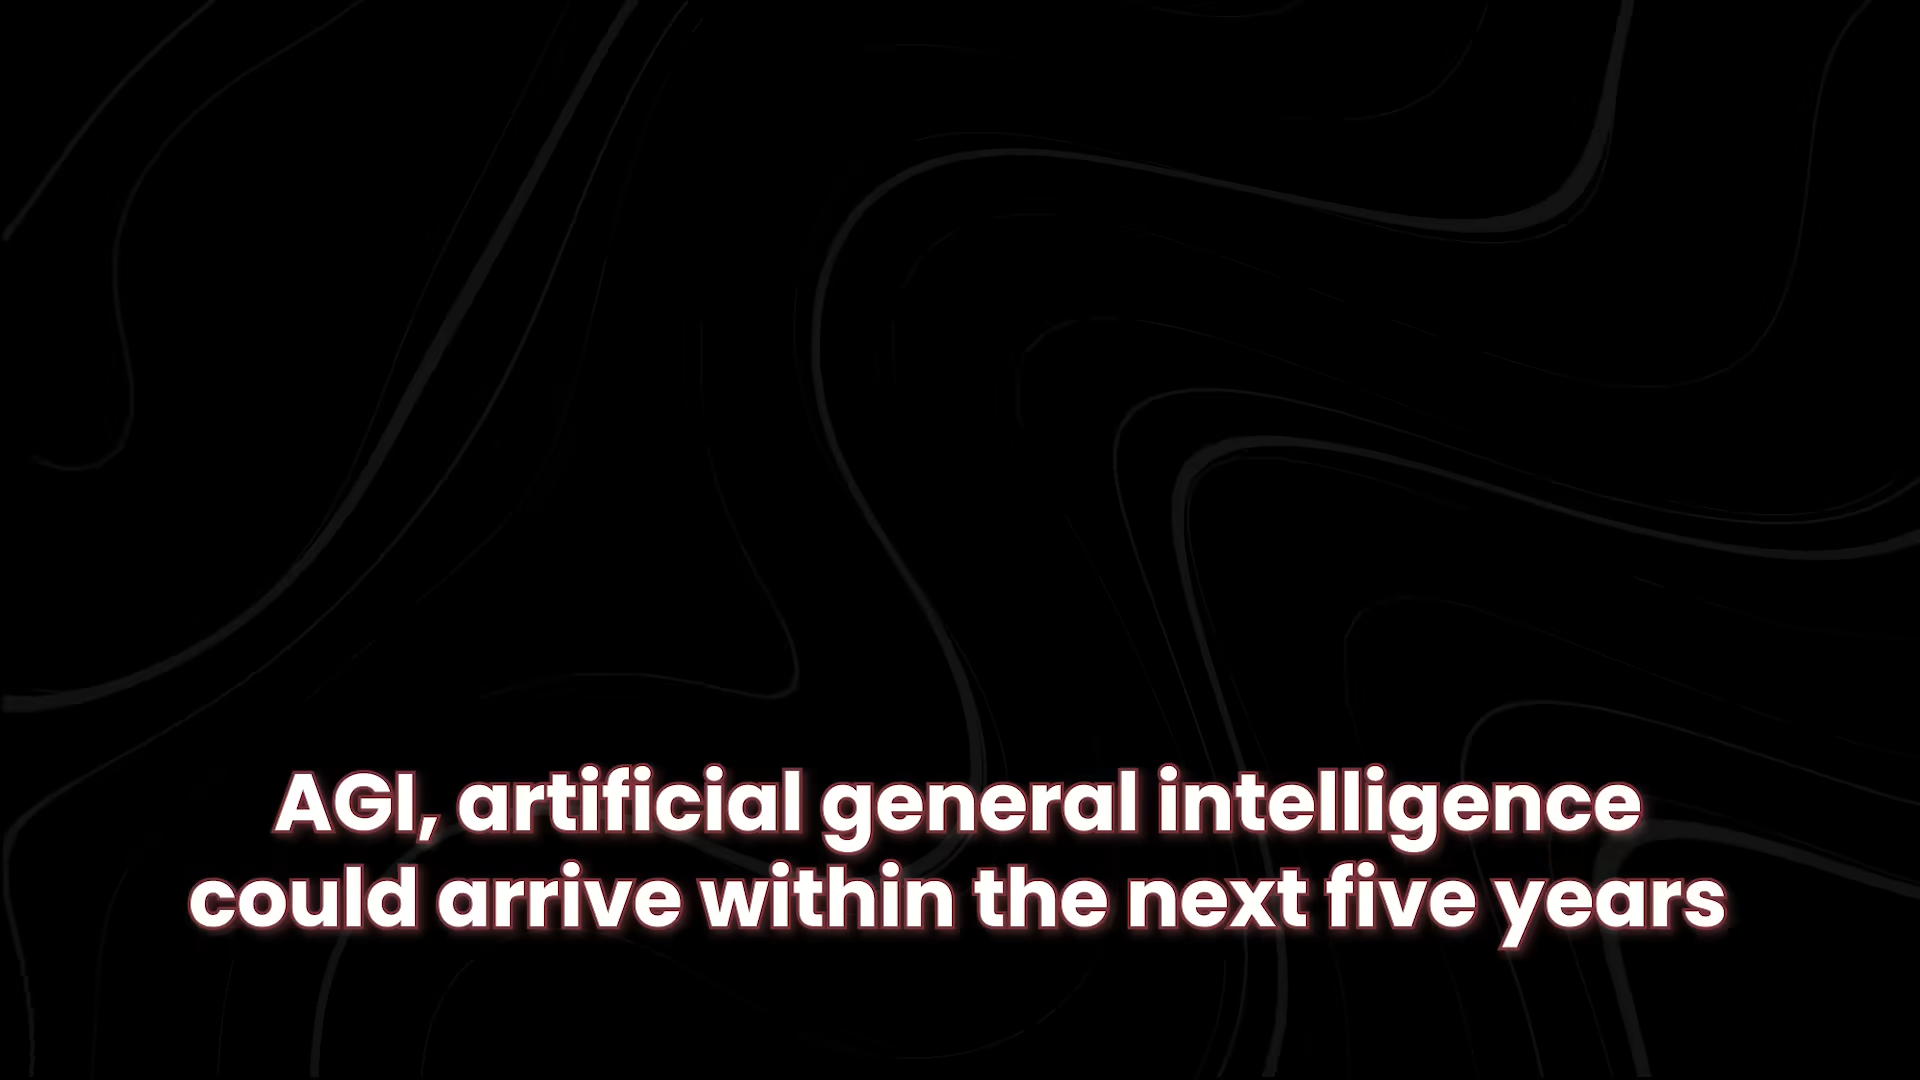 AGI, artificial general intelligence
could arrive within the next five years